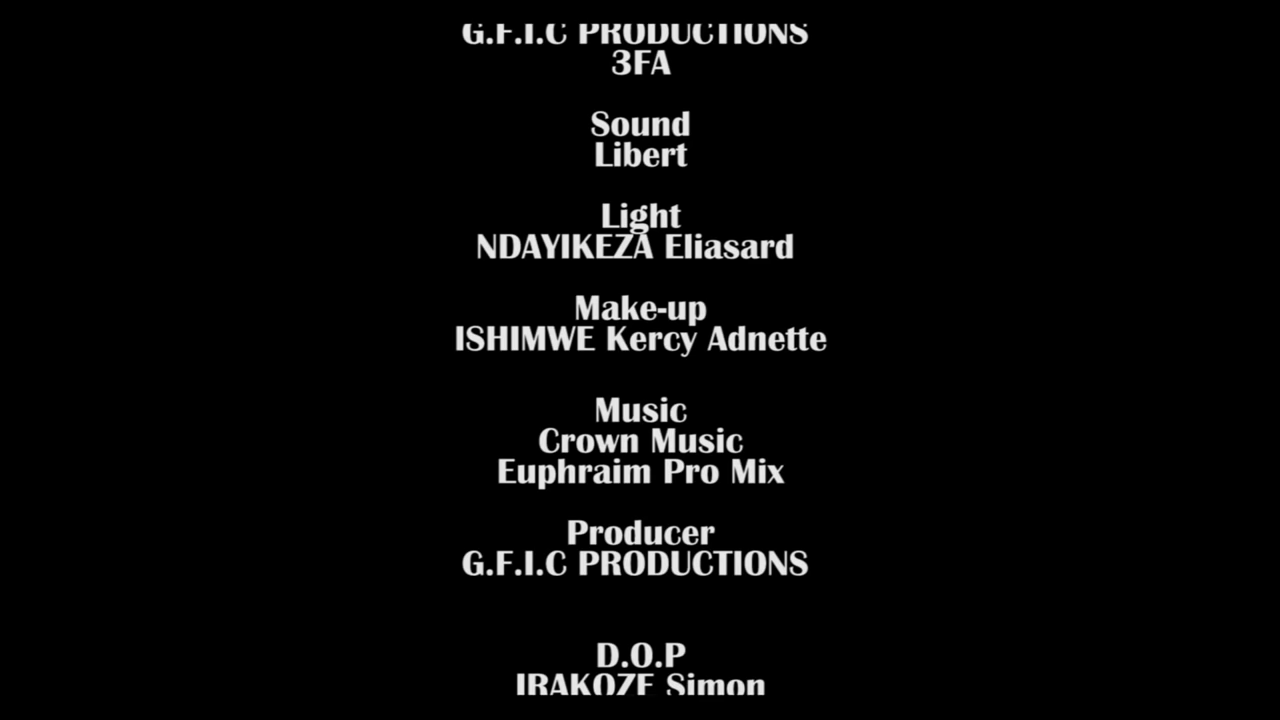 G.F.I.C PRODUCTIONS
3FA
Sound
Libert
Light
NDAYIKEZA Eliasard
Make-up
ISHIMWE Kercy Adnette
Music
Crown Music
Euphraim Pro Mix
Producer
G.F.I.C PRODUCTIONS
D.O.P
IRAKOZE Simon